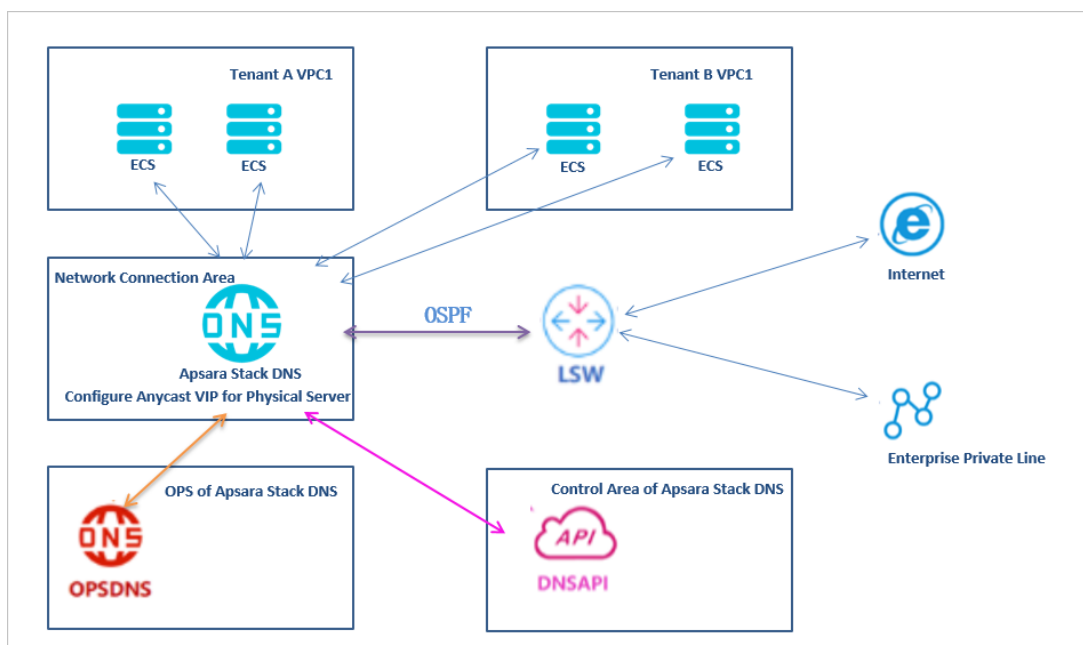 Tenant A VPC1
ECS
ECS
Tenant B VPC1
ECS
ECS
Internet
Network Connection Area
DNS
Apsara Stack DNS
Configure Anycast VIP for Physical Server
OSPF
LSW
Enterprise Private Line
OPS of Apsara Stack DNS
DNS
OPSDNS
Control Area of Apsara Stack DNS
API
DNSAPI